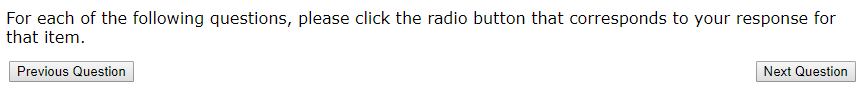 For each of the following questions, please click the radio button that corresponds to your response for
that item.
Previous Question Next Question